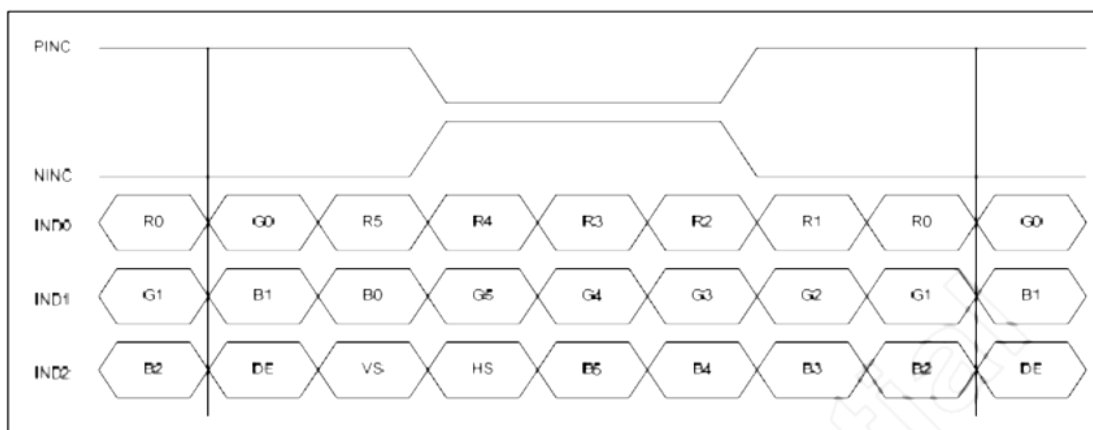 PINC
NINC
IND0 R0 G0 R5 R4 R3 R2 R1 R0 G0
IND1 G1 B1 B0 G5 G4 G3 G2 G1 B1
IND2 B2 DE VS HS B5 B4 B3 B2 DE
tial